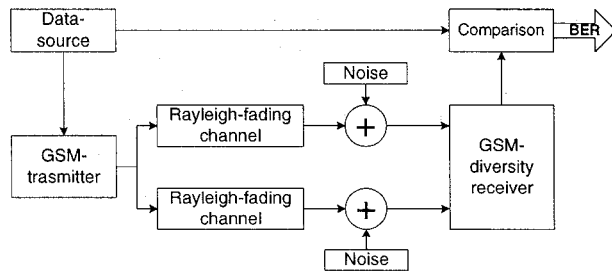 Data-
source
Comparison
BER
Noise
Rayleigh-fading
channel
+
GSM-
trasmitter
GSM-
diversity
receiver
Rayleigh-fading
channel
+
Noise